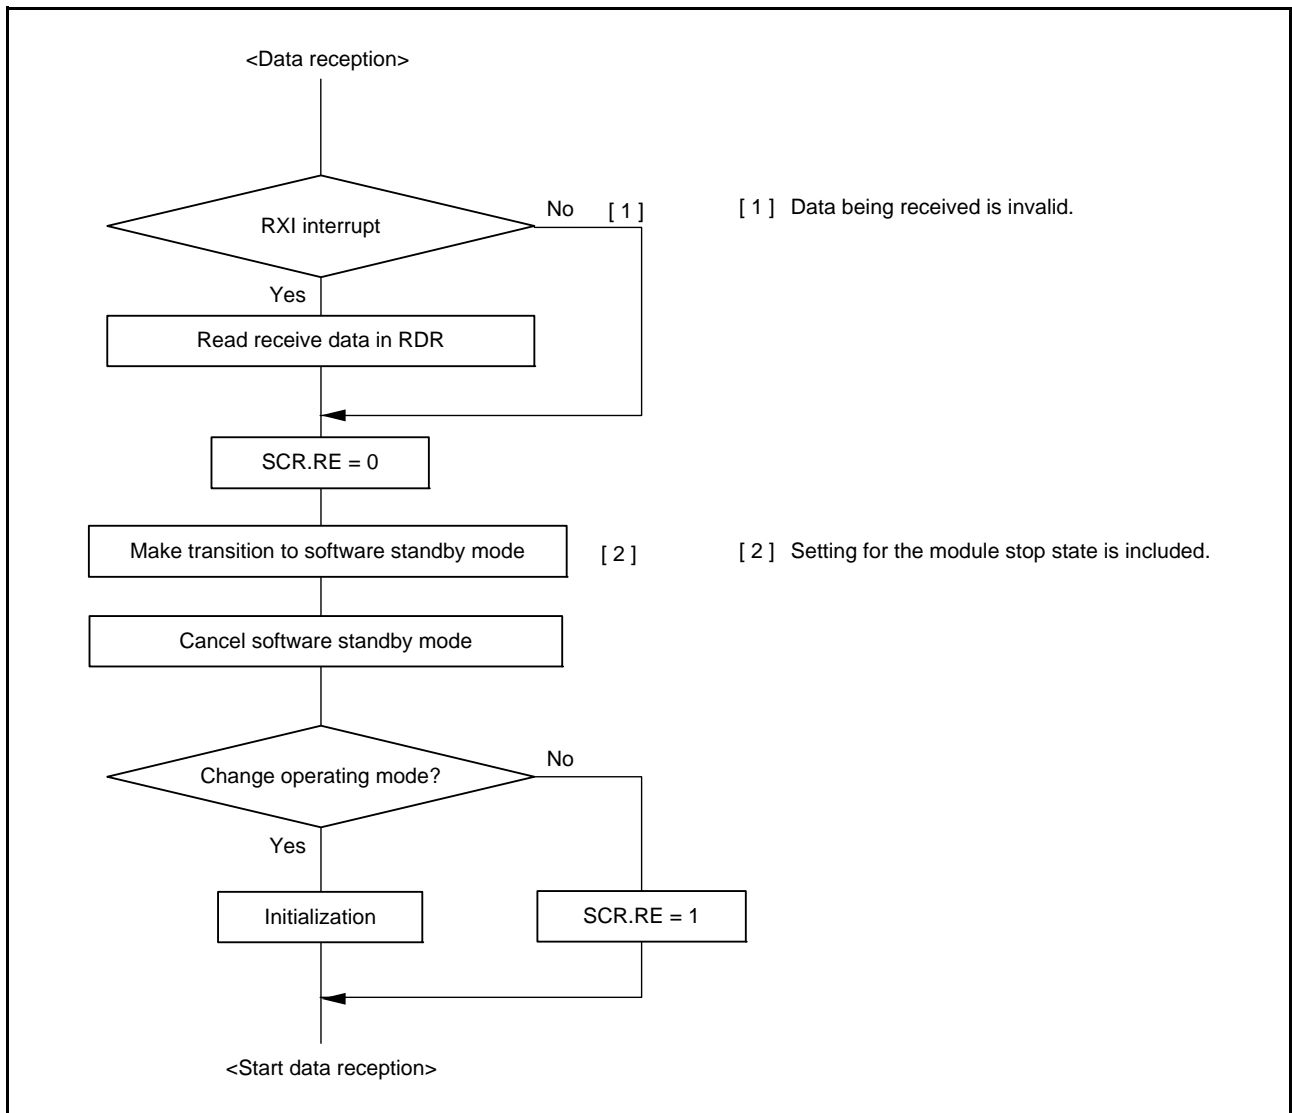 <Data reception>
RXI interrupt
No [ 1 ]
[ 1 ] Data being received is invalid.
Yes
Read receive data in RDR
SCR.RE = 0
Make transition to software standby mode
[ 2 ]
[ 2 ] Setting for the module stop state is included.
Cancel software standby mode
Change operating mode?
No
Yes
Initialization
SCR.RE = 1
<Start data reception>